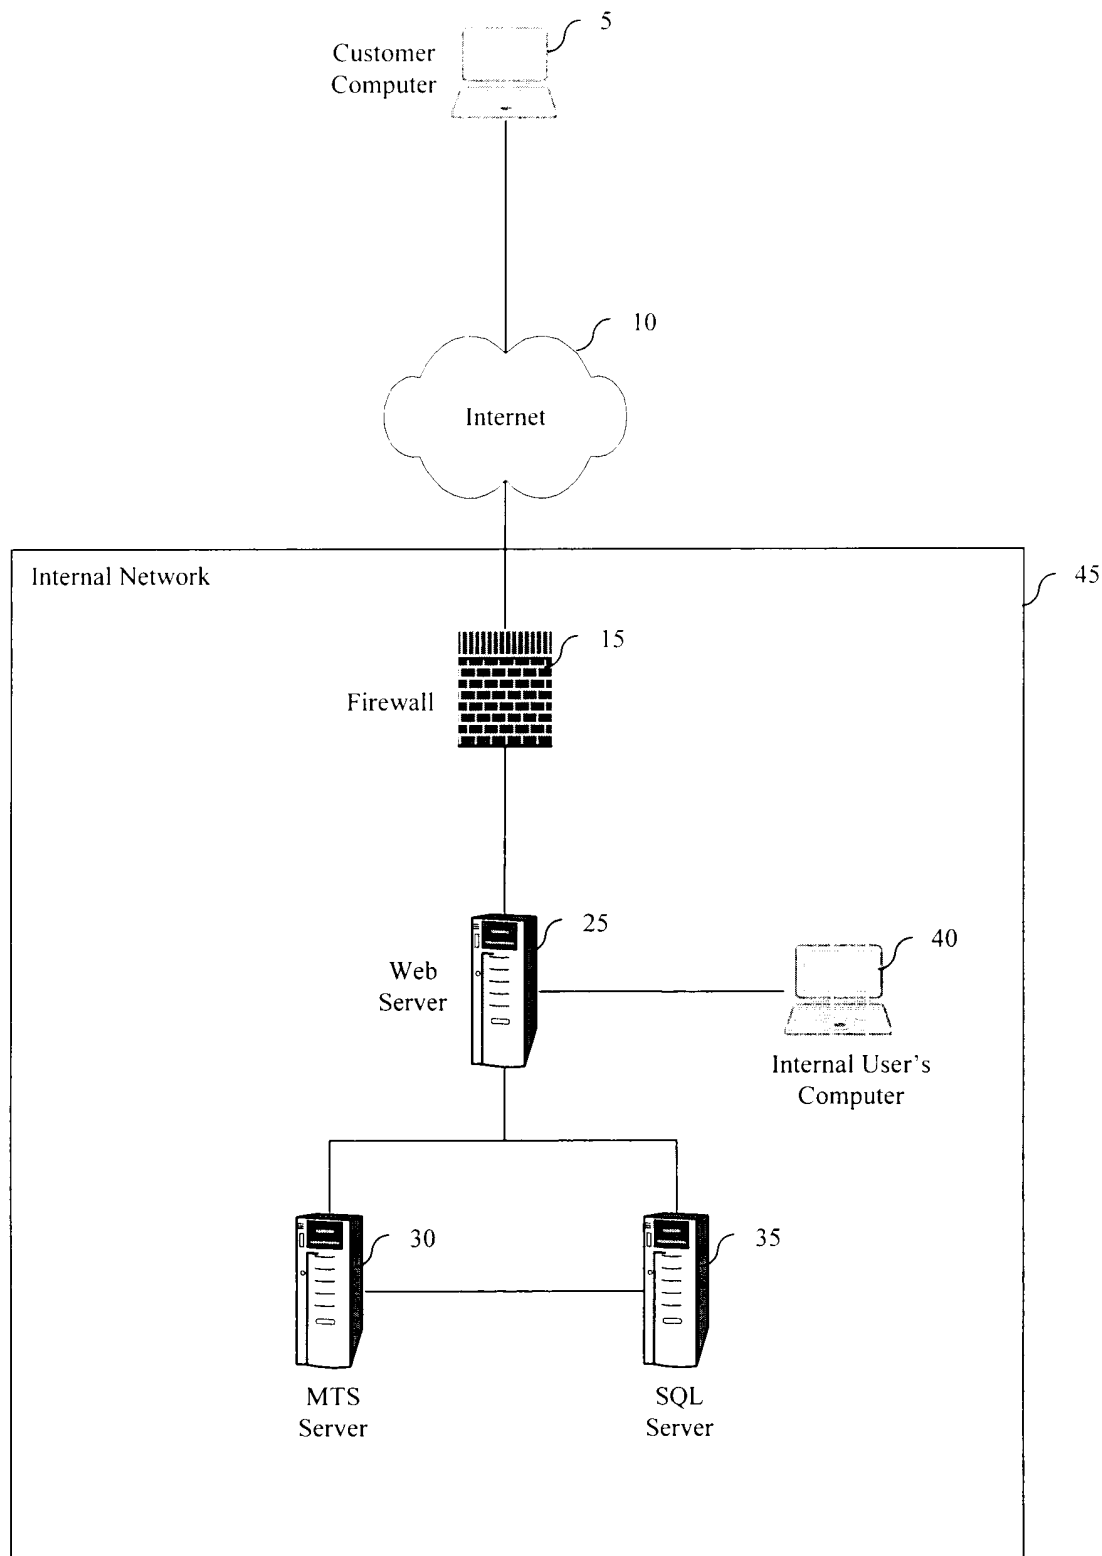 5
Customer
Computer
10
Internet
Internal Network
45
15
Firewall
25
Web
Server
40
Internal User's
Computer
30
35
MTS
Server
SQL
Server